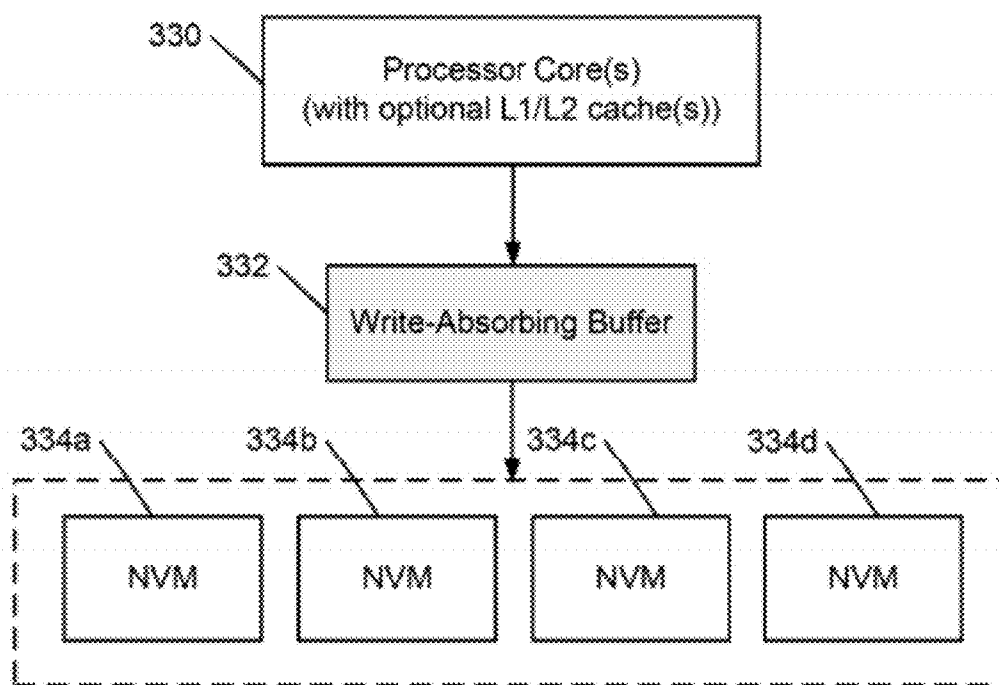 330
Processor Core(s)
(with optional L1/L2 cache(s))
332
Write-Absorbing Buffer
334a 334b 334c 334d
NVM NVM NVM NVM